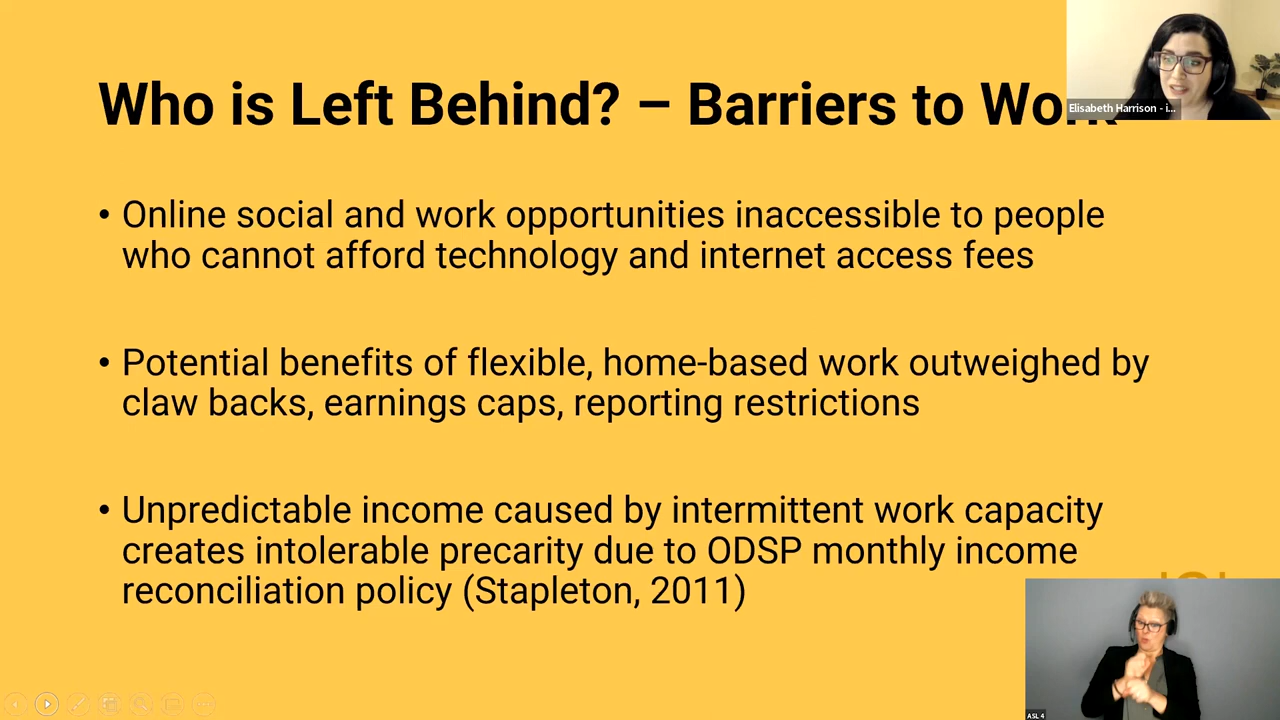 Who is Left Behind? – Barriers to Work
Elisabeth Harrison - i...
• Online social and work opportunities inaccessible to people
who cannot afford technology and internet access fees
• Potential benefits of flexible, home-based work outweighed by
claw backs, earnings caps, reporting restrictions
• Unpredictable income caused by intermittent work capacity
creates intolerable precarity due to ODSP monthly income
reconciliation policy (Stapleton, 2011)
ASL 4